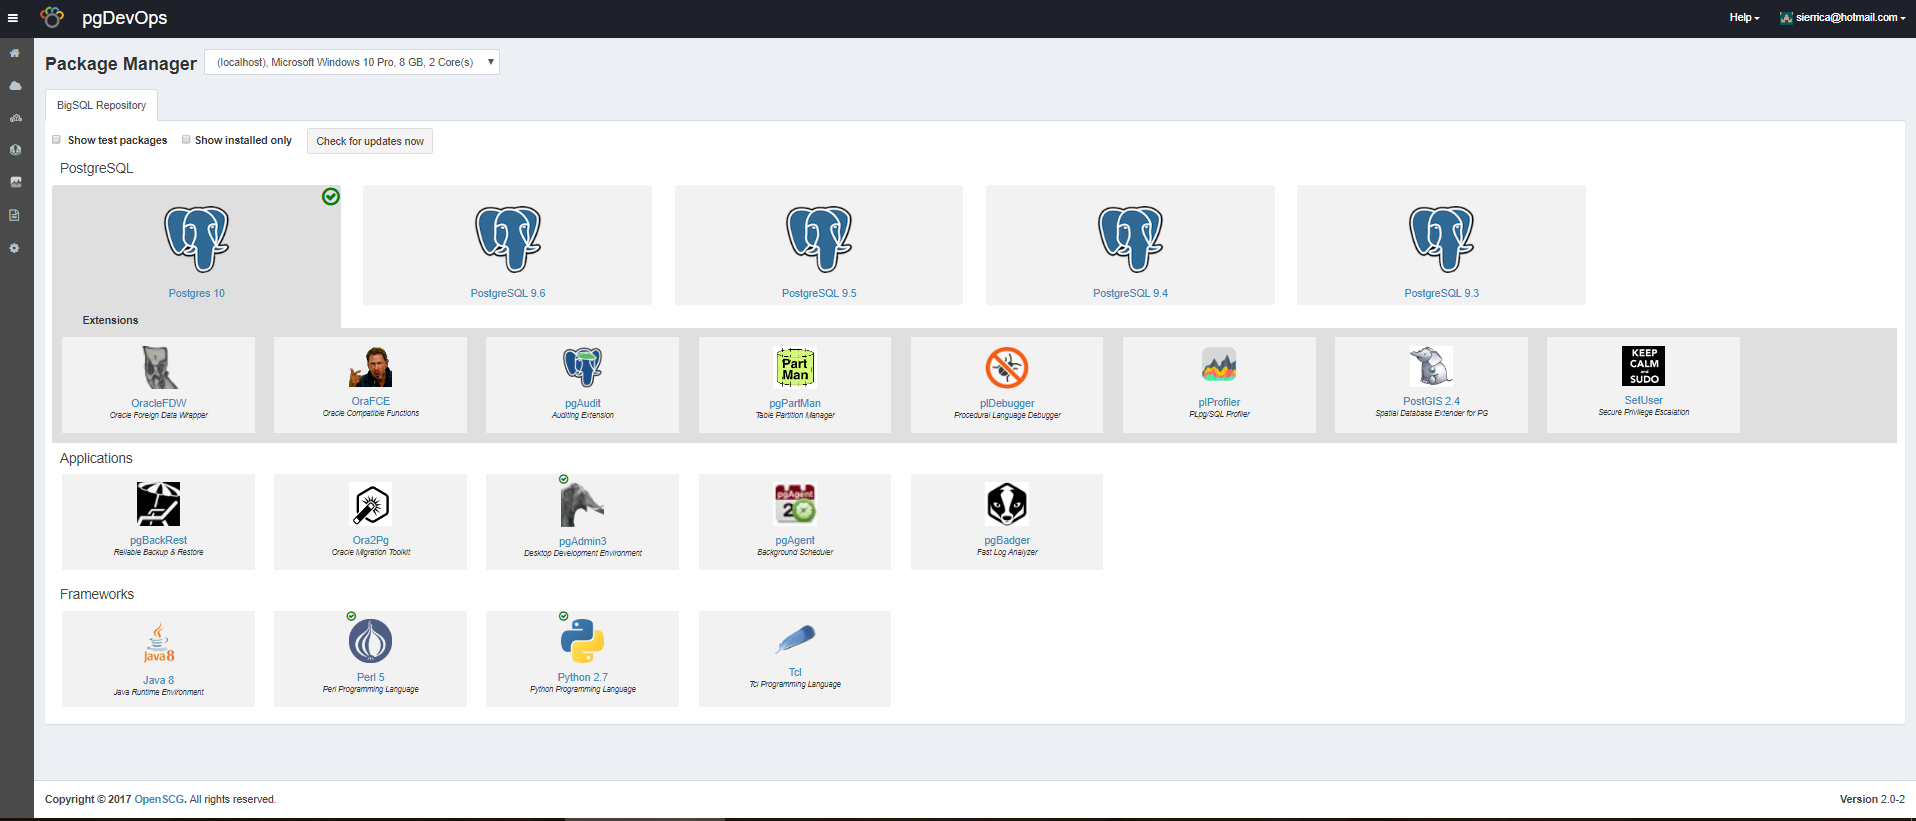 pgDevOps
Help
sierrica@hotmail.com
Package Manager
(localhost), Microsoft Windows 10 Pro, 8 GB, 2 Core(s)
BigSQL Repository
Show test packages
Show installed only
Check for updates now
PostgreSQL
Postgres 10
PostgreSQL 9.6
PostgreSQL 9.5
PostgreSQL 9.4
PostgreSQL 9.3
Extensions
Part
Man
KEEP
CALM
and
SUDO
OracleFDW
Oracle Foreign Data Wrapper
OraFCE
Oracle Compatible Functions
pgAudit
Auditing Extension
pgPartMan
Table Partition Manager
plDebugger
Procedural Language Debugger
plProfiler
PLpg/SQL Profiler
PostGIS 2.4
Spatial Database Extender for PG
SetUser
Secure Privilege Escalation
Applications
pgAgent
2
pgBackRest
Reliable Backup & Restore
Ora2Pg
Oracle Migration Toolkit
pgAdmin3
Desktop Development Environment
pgAgent
Background Scheduler
pgBadger
Fast Log Analyzer
Frameworks
Java 8
Java 8
Java Runtime Environment
Perl 5
Perl Programming Language
Python 2.7
Python Programming Language
Tcl
Tcl Programming Language
Copyright © 2017 OpenSCG. All rights reserved.
Version 2.0-2